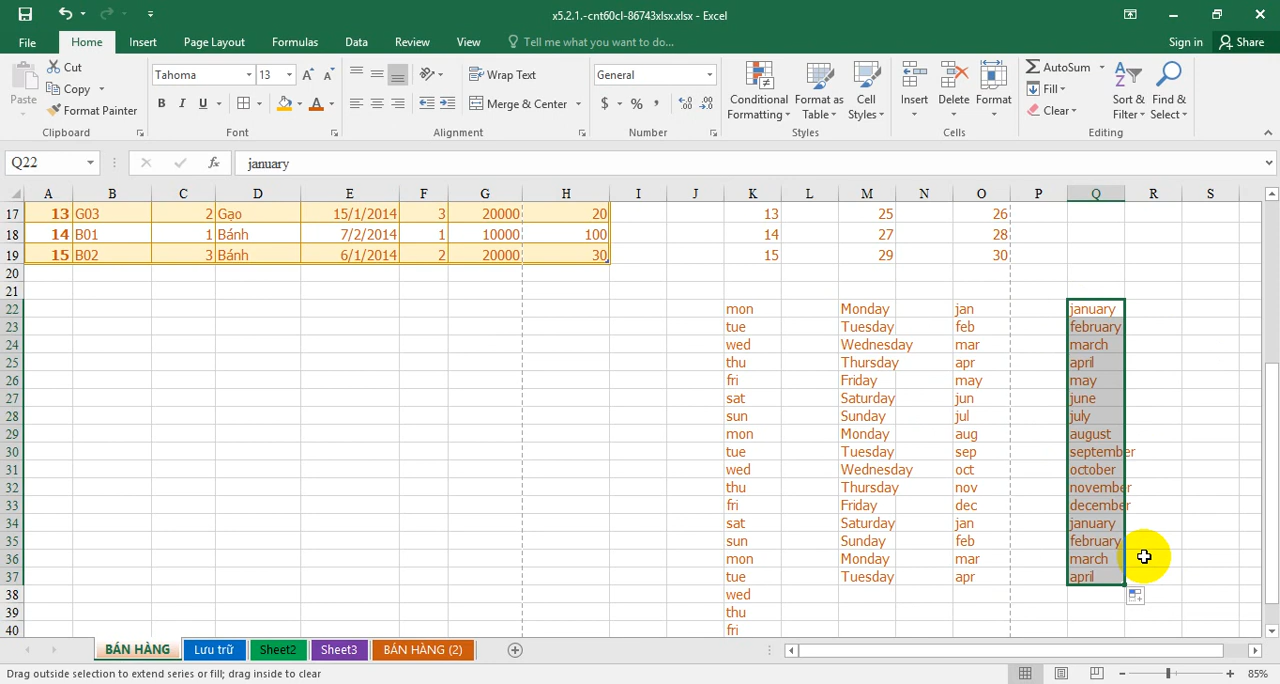 x5.2.1.-cnt60cl-86743xlsx.xlsx - Excel
File Home Insert Page Layout Formulas Data Review View Tell me what you want to do... Sign in Share
Cut Tahoma 13 Wrap Text General AutoSum
Paste Copy Merge & Center Conditional Formatting Format as Table Cell Styles Insert Delete Format Fill Sort & Filter Find & Select
Format Painter Clear
Clipboard Font Alignment Number Styles Cells Editing
Q22 fx january
A B C D E F G H I J K L M N O P Q R S
17 13 G03 2 Gạo 15/1/2014 3 20000 20 13 25 26
18 14 B01 1 Bánh 7/2/2014 1 10000 100 14 27 28
19 15 B02 3 Bánh 6/1/2014 2 20000 30 15 29 30
20
21
22 mon Monday jan january
23 tue Tuesday feb february
24 wed Wednesday mar march
25 thu Thursday apr april
26 fri Friday may may
27 sat Saturday jun june
28 sun Sunday jul july
29 mon Monday aug august
30 tue Tuesday sep september
31 wed Wednesday oct october
32 thu Thursday nov november
33 fri Friday dec december
34 sat Saturday jan january
35 sun Sunday feb february
36 mon Monday mar march
37 tue Tuesday apr april
38 wed
39 thu
40 fri
BÁN HÀNG Lưu trữ Sheet2 Sheet3 BÁN HÀNG (2)
Drag outside selection to extend series or fill; drag inside to clear 85%